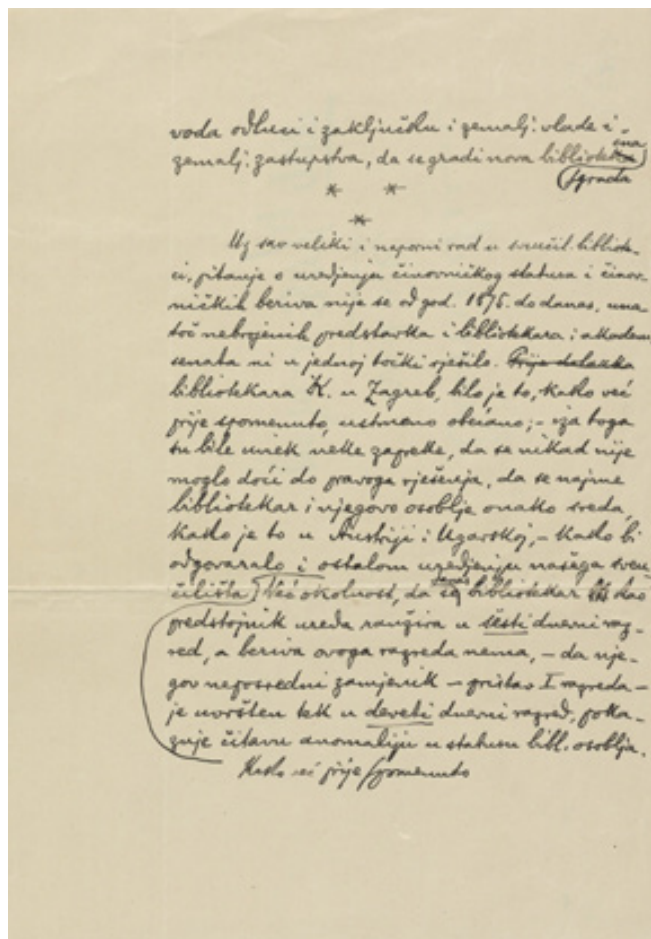 voda odluci i zaključku i zemalj. vlade i
zemalj. zastupstva, da se gradi nova bibliotečna
zgrada
* *
*
Uz sav veliki i naporni rad u sveučil. bibliote-
ci, pitanje o uredjenju činovničkog statusa i činov-
ničkih beriva nije se od god. 1875. do danas, una-
toč nebrojenih predstavka i bibliotekara i akadem.
senata ni u jednoj točki riješilo. Prije dolaska
bibliotekara K. u Zagreb, bilo je to, kako već
prije spomenuto, ustmeno obećano; - iza toga
su bile uviek neke zapreke, da se nikad nije
moglo doći do pravoga rješenja, da se najme
bibliotekar i njegovo osoblje onako sreda,
kako je to u Austriji i Ugarskoj, - kako bi
odgovaralo i ostalom uredjenju našega sveu
čilišta. Već okolnost, da se bibliotekar kao
predstojnik ureda rangira u šesti dnevni raz-
red, a beriva ovoga razreda nema, - da nje-
gov neposredni zamjenik - pristav I razreda -
je uvršten tek u deveti dnevni razred, poka-
zuje čitavu anomaliju u statusu bibl. osoblja.
Kako već prije spomenuto